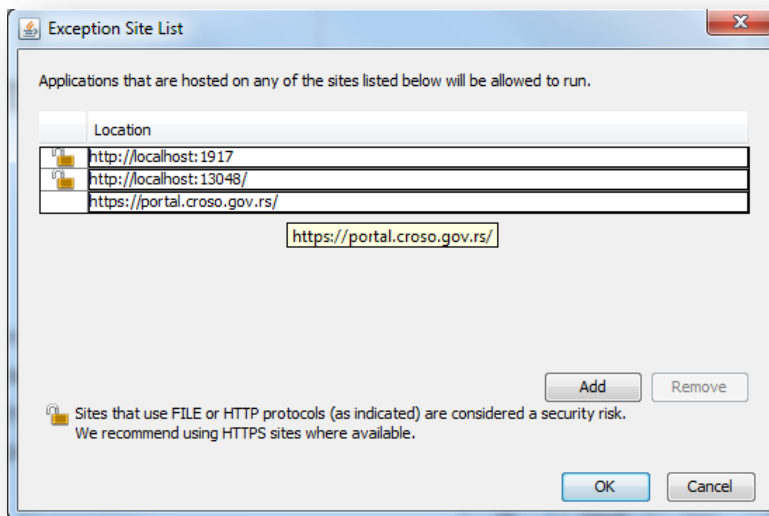 Exception Site List
Applications that are hosted on any of the sites listed below will be allowed to run.
Location
http://localhost:1917
http://localhost:13048/
https://portal.croso.gov.rs/
https://portal.croso.gov.rs/
Add Remove
Sites that use FILE or HTTP protocols (as indicated) are considered a security risk.
We recommend using HTTPS sites where available.
OK Cancel